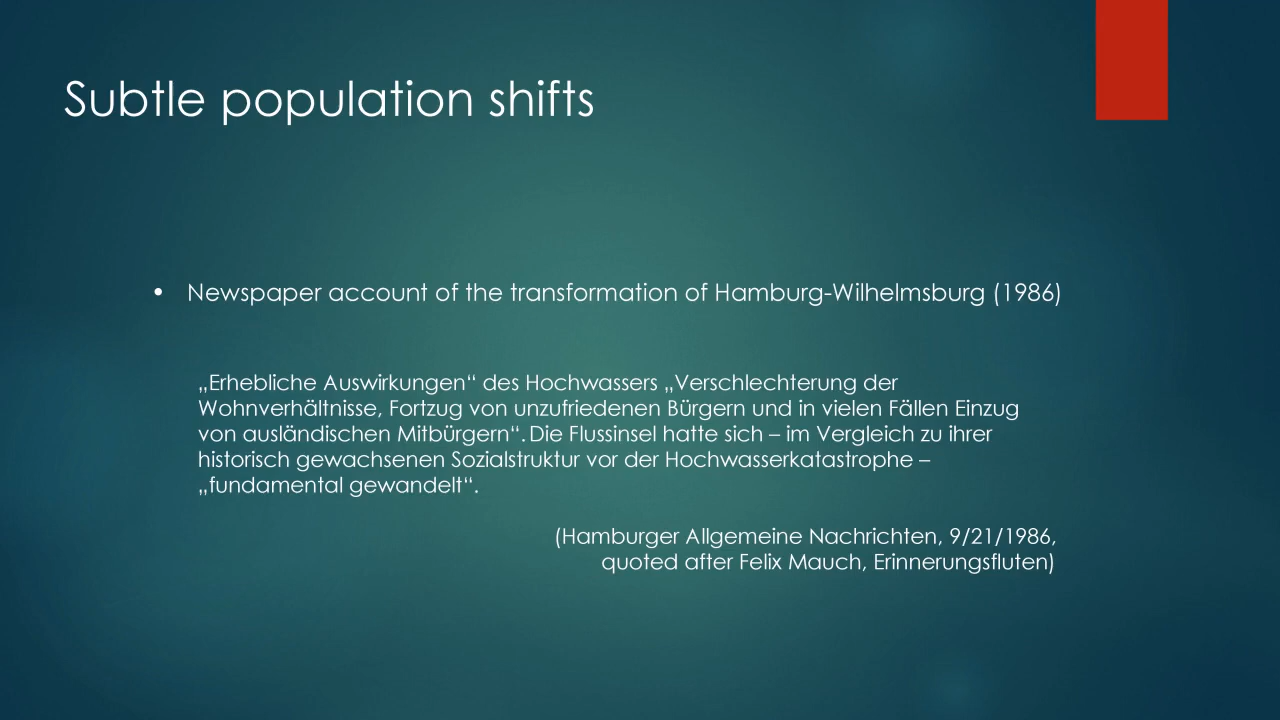 Subtle population shifts
• Newspaper account of the transformation of Hamburg-Wilhelmsburg (1986)
„Erhebliche Auswirkungen“ des Hochwassers „Verschlechterung der
Wohnverhältnisse, Fortzug von unzufriedenen Bürgern und in vielen Fällen Einzug
von ausländischen Mitbürgern“. Die Flussinsel hatte sich – im Vergleich zu ihrer
historisch gewachsenen Sozialstruktur vor der Hochwasserkatastrophe –
„fundamental gewandelt“.
(Hamburger Allgemeine Nachrichten, 9/21/1986,
quoted after Felix Mauch, Erinnerungsfluten)